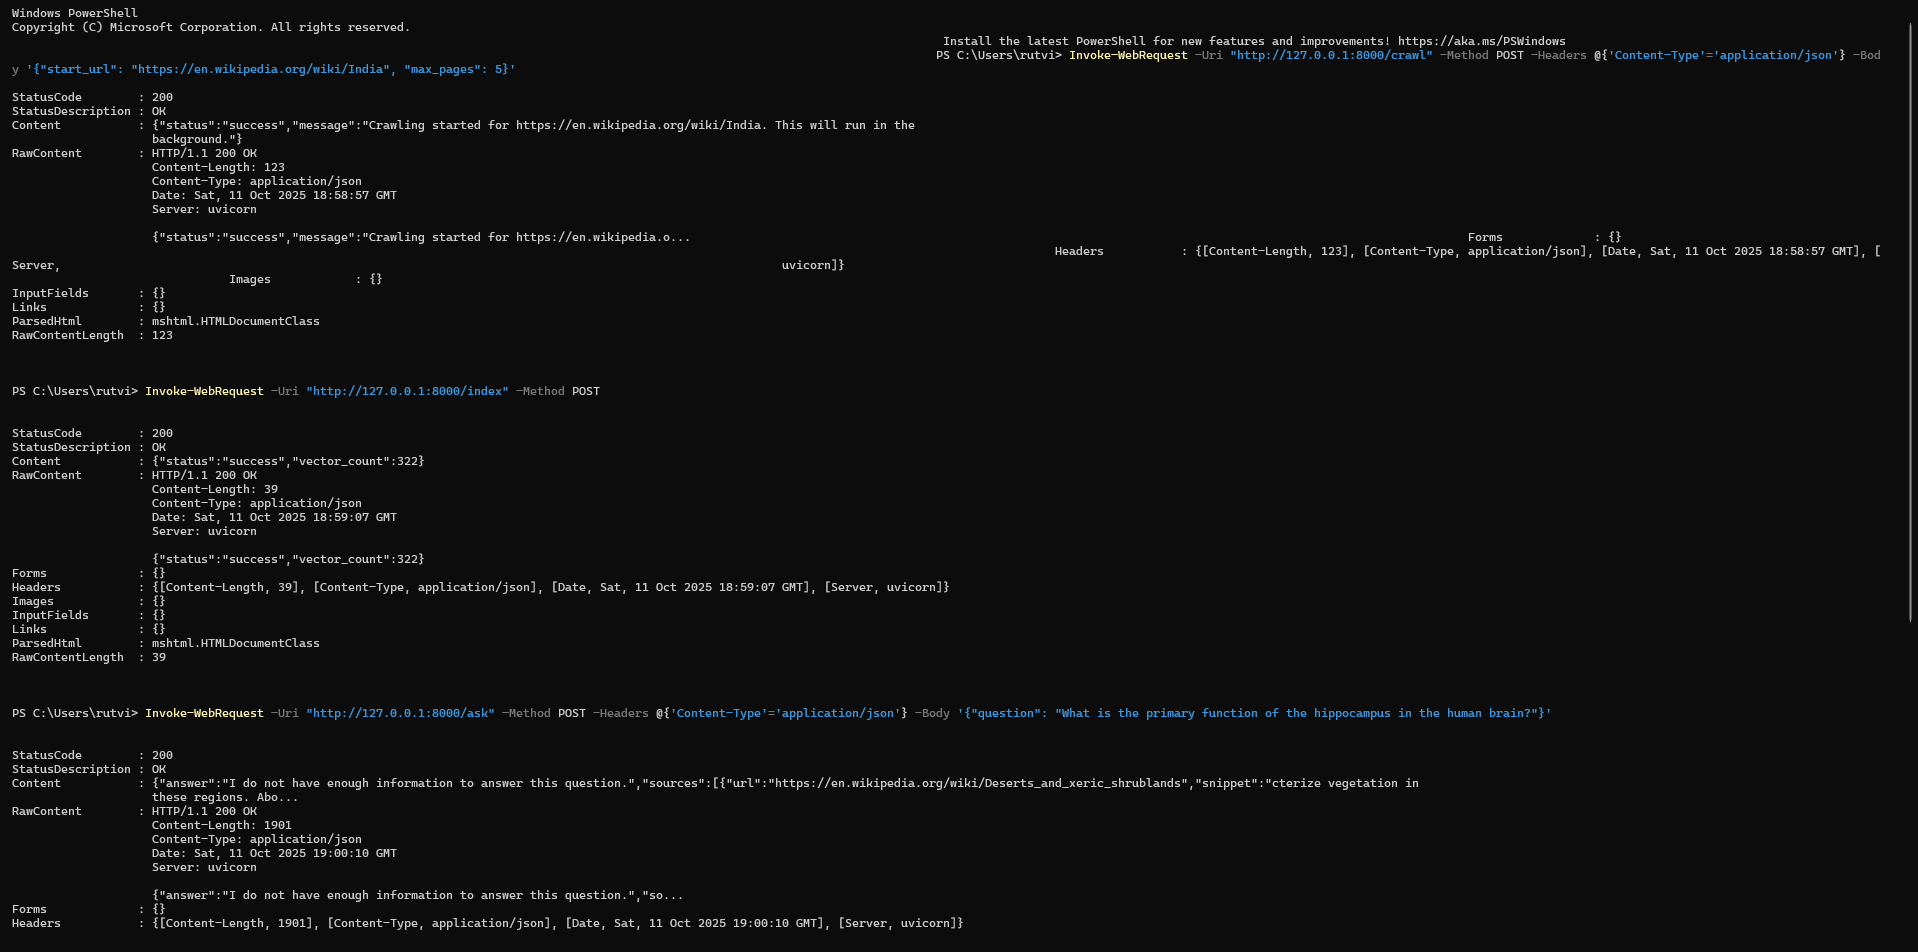 Windows PowerShell
Copyright (C) Microsoft Corporation. All rights reserved.
Install the latest PowerShell for new features and improvements! https://aka.ms/PSWindows
PS C:\Users\rutvi> Invoke-WebRequest -Uri "http://127.0.0.1:8000/crawl" -Method POST -Headers @{'Content-Type'='application/json'} -Bod
y '{"start_url": "https://en.wikipedia.org/wiki/India", "max_pages": 5}'
StatusCode : 200
StatusDescription : OK
Content : {"status":"success","message":"Crawling started for https://en.wikipedia.org/wiki/India. This will run in the
background."}
RawContent : HTTP/1.1 200 OK
Content-Length: 123
Content-Type: application/json
Date: Sat, 11 Oct 2025 18:58:57 GMT
Server: uvicorn
{"status":"success","message":"Crawling started for https://en.wikipedia.o... Forms : {}
Headers : {[Content-Length, 123], [Content-Type, application/json], [Date, Sat, 11 Oct 2025 18:58:57 GMT], [
Server, uvicorn]}
Images : {}
InputFields : {}
Links : {}
ParsedHtml : mshtml.HTMLDocumentClass
RawContentLength : 123
PS C:\Users\rutvi> Invoke-WebRequest -Uri "http://127.0.0.1:8000/index" -Method POST
StatusCode : 200
StatusDescription : OK
Content : {"status":"success","vector_count":322}
RawContent : HTTP/1.1 200 OK
Content-Length: 39
Content-Type: application/json
Date: Sat, 11 Oct 2025 18:59:07 GMT
Server: uvicorn
{"status":"success","vector_count":322}
Forms : {}
Headers : {[Content-Length, 39], [Content-Type, application/json], [Date, Sat, 11 Oct 2025 18:59:07 GMT], [Server, uvicorn]}
Images : {}
InputFields : {}
Links : {}
ParsedHtml : mshtml.HTMLDocumentClass
RawContentLength : 39
PS C:\Users\rutvi> Invoke-WebRequest -Uri "http://127.0.0.1:8000/ask" -Method POST -Headers @{'Content-Type'='application/json'} -Body '{"question": "What is the primary function of the hippocampus in the human brain?"}'
StatusCode : 200
StatusDescription : OK
Content : {"answer":"I do not have enough information to answer this question.","sources":[{"url":"https://en.wikipedia.org/wiki/Deserts_and_xeric_shrublands","snippet":"cterize vegetation in
these regions. Abo...
RawContent : HTTP/1.1 200 OK
Content-Length: 1901
Content-Type: application/json
Date: Sat, 11 Oct 2025 19:00:10 GMT
Server: uvicorn
{"answer":"I do not have enough information to answer this question.","so...
Forms : {}
Headers : {[Content-Length, 1901], [Content-Type, application/json], [Date, Sat, 11 Oct 2025 19:00:10 GMT], [Server, uvicorn]}